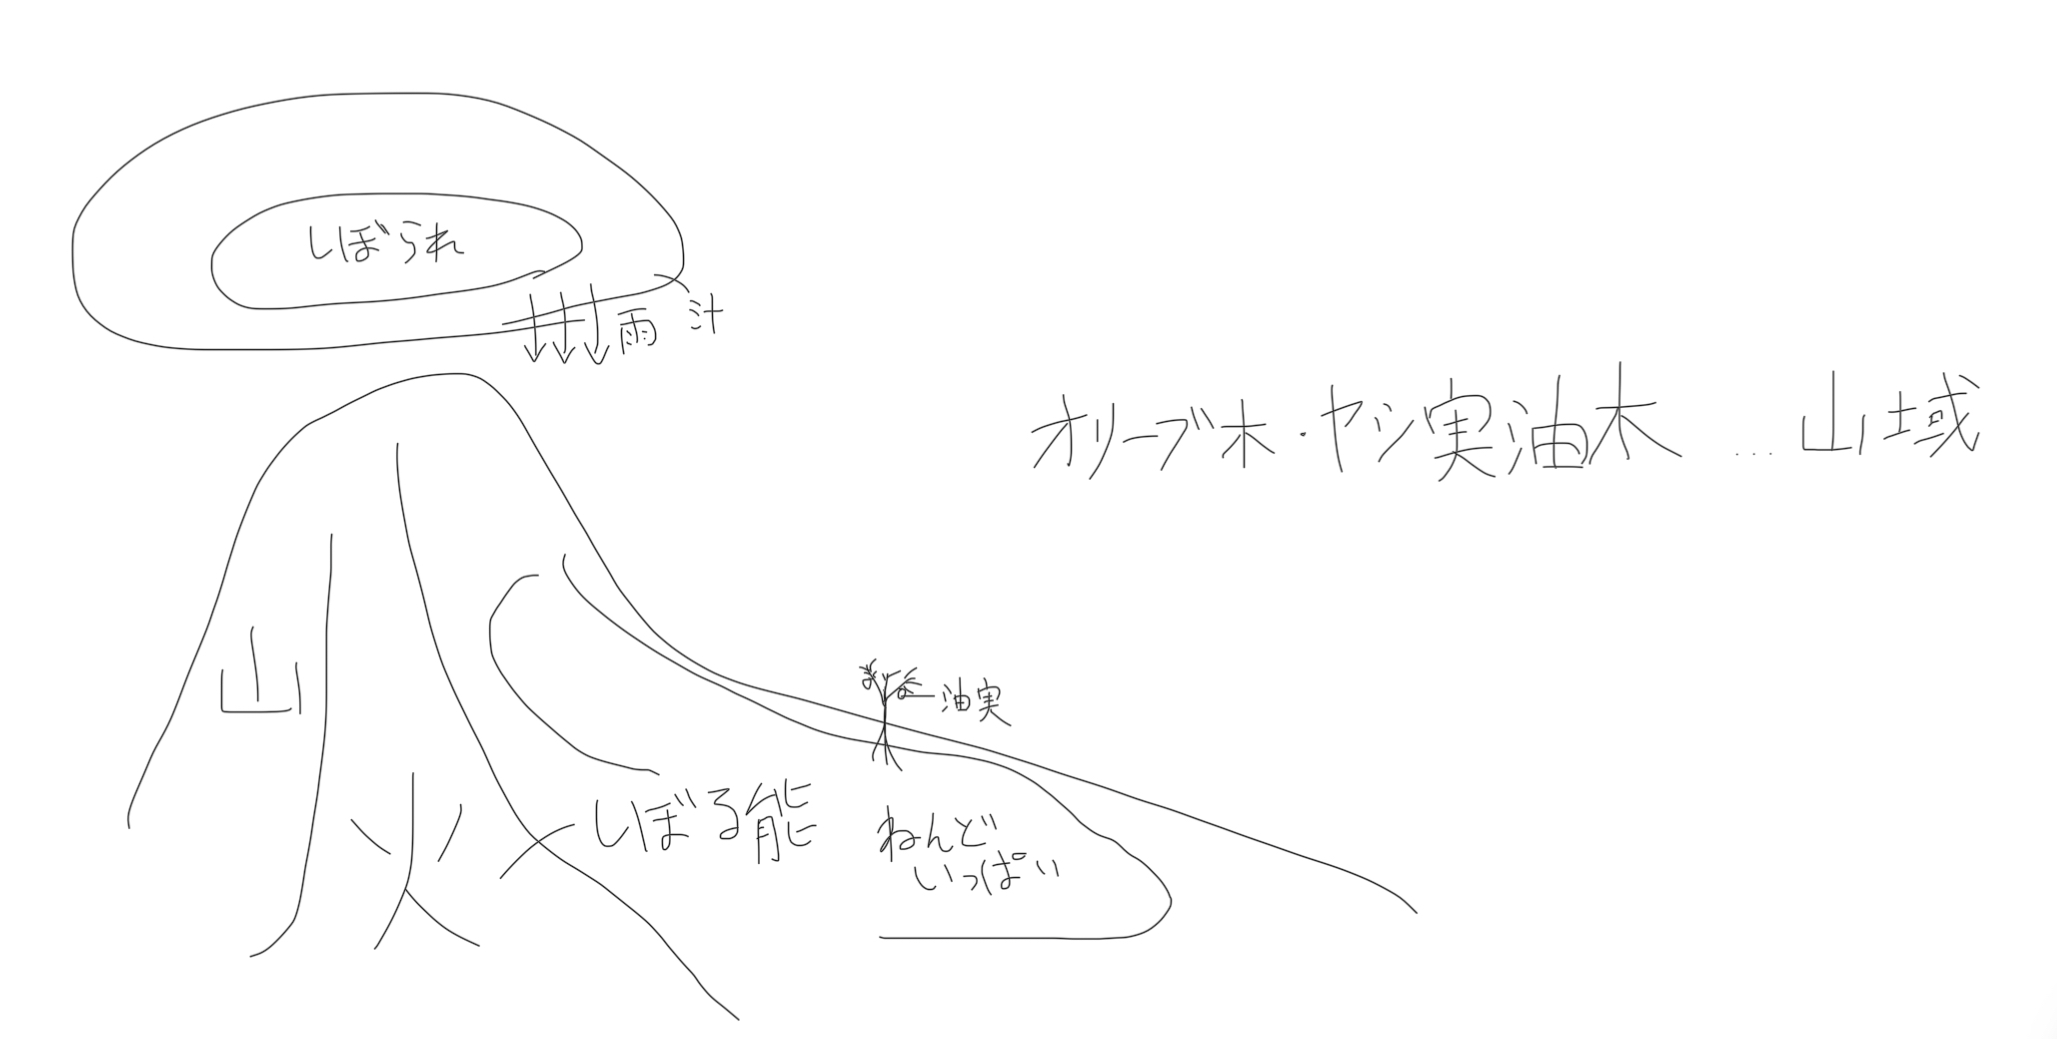 しぼられ
雨
汁
オリーブ木・ヤシ実油木…山域
山
油実
火
しぼる能
ねんど
いっぱい